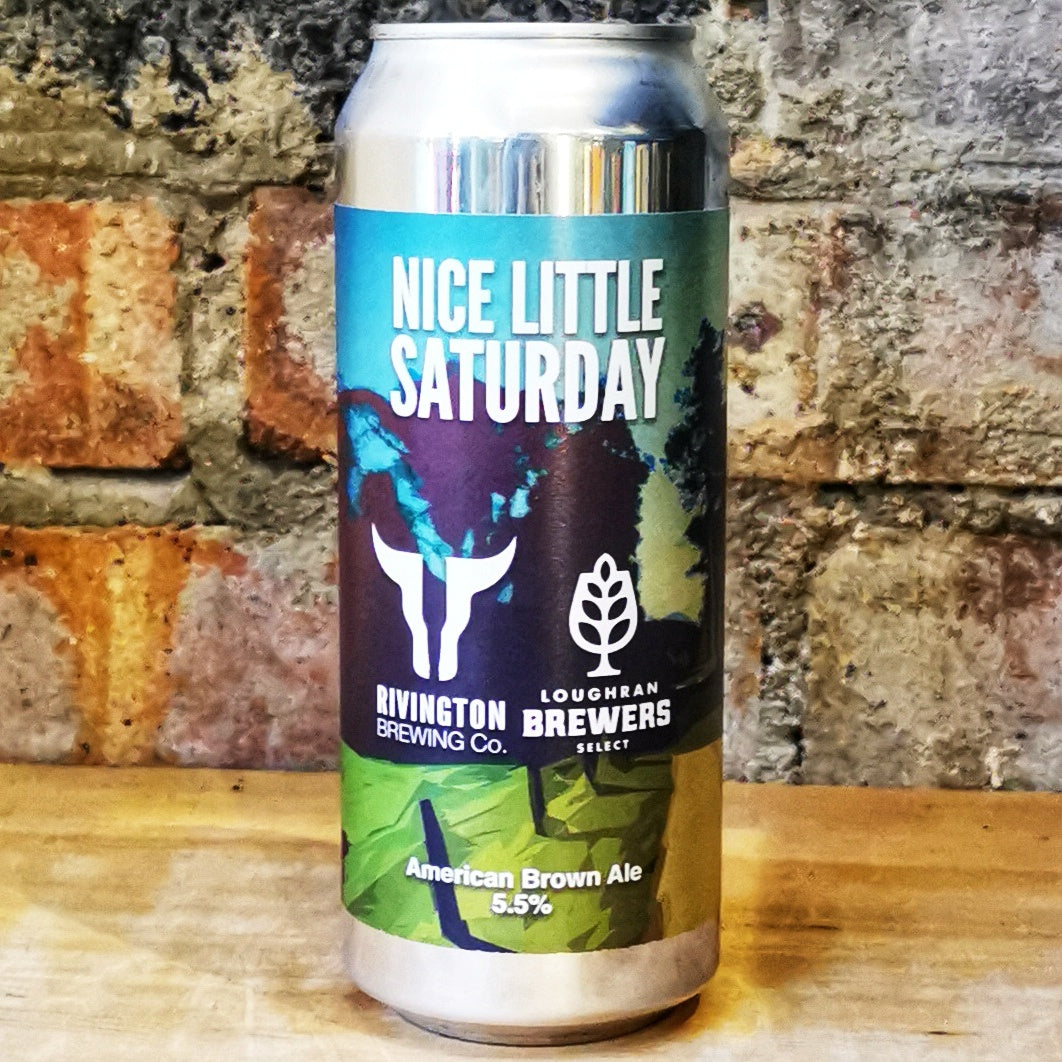 NICE LITTLE
SATURDAY
RIVINGTON
BREWING Co.
LOUGHRAN
BREWERS
SELECT
American Brown Ale
5.5%